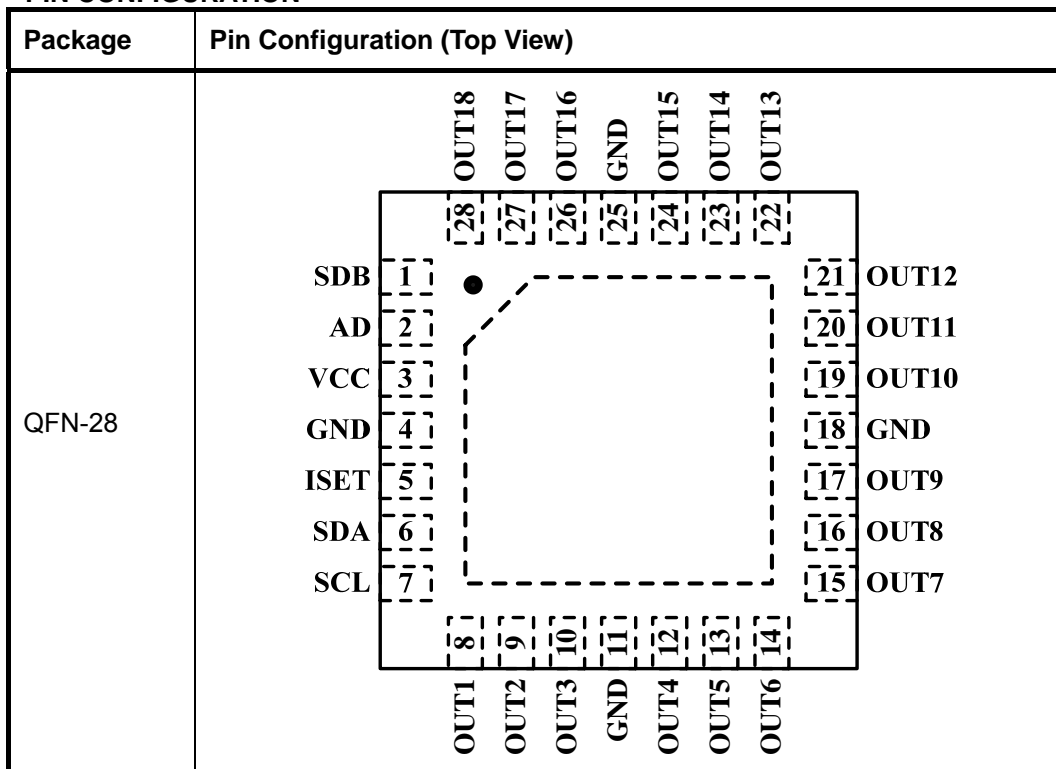 PIN CONFIGURATION
Package Pin Configuration (Top View)
QFN-28
OUT18 OUT17 OUT16 GND OUT15 OUT14 OUT13
28 27 26 25 24 23 22
SDB 1 21 OUT12
AD 2 20 OUT11
VCC 3 19 OUT10
GND 4 18 GND
ISET 5 17 OUT9
SDA 6 16 OUT8
SCL 7 15 OUT7
8 9 10 11 12 13 14
OUT1 OUT2 OUT3 GND OUT4 OUT5 OUT6